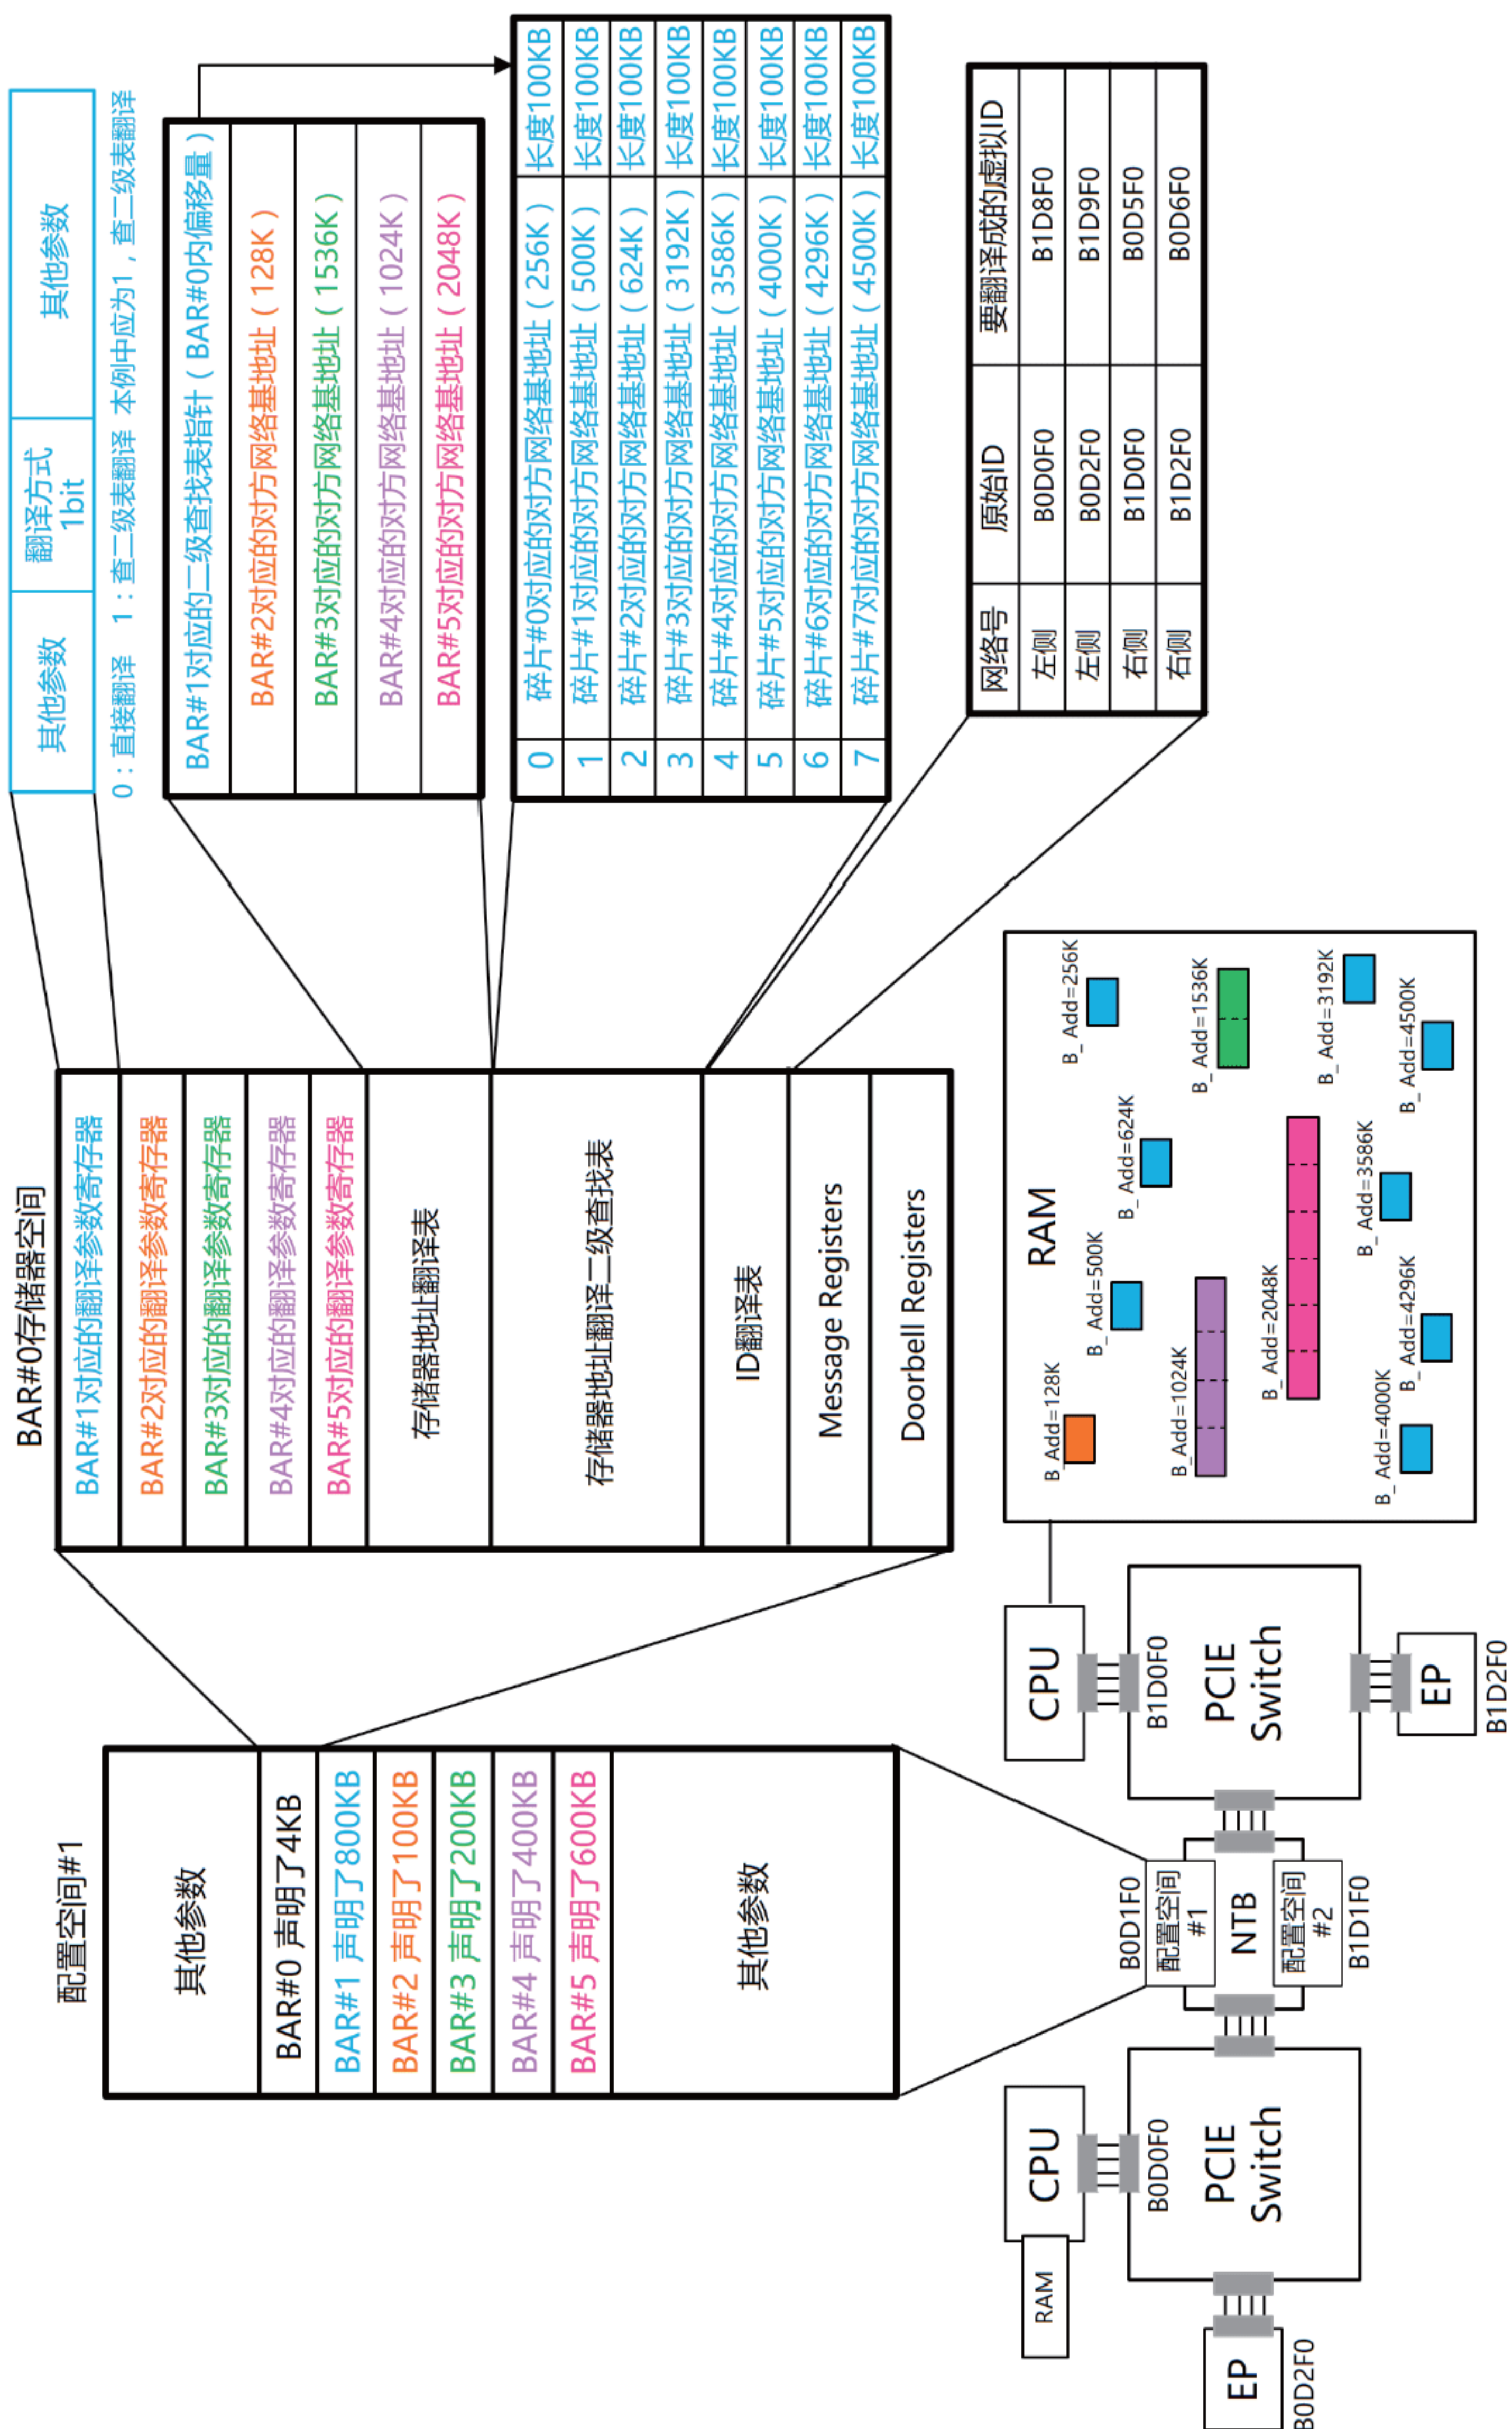 其他参数
翻译方式
1bit
其他参数
0：直接翻译 1：查二级表翻译 本例中应为1，查二级表翻译
配置空间#1
其他参数
BAR#0 声明了4KB
BAR#1 声明了800KB
BAR#2 声明了100KB
BAR#3 声明了200KB
BAR#4 声明了400KB
BAR#5 声明了600KB
其他参数
BAR#0存储器空间
BAR#1对应的翻译参数寄存器
BAR#2对应的翻译参数寄存器
BAR#3对应的翻译参数寄存器
BAR#4对应的翻译参数寄存器
BAR#5对应的翻译参数寄存器
存储器地址翻译表
存储器地址翻译二级查找表
ID翻译表
Message Registers
Doorbell Registers
BAR#1对应的二级查找表指针（BAR#0内偏移量）
BAR#2对应的对方网络基地址（128K）
BAR#3对应的对方网络基地址（1536K）
BAR#4对应的对方网络基地址（1024K）
BAR#5对应的对方网络基地址（2048K）
0 碎片#0对应的对方网络基地址（256K） 长度100KB
1 碎片#1对应的对方网络基地址（500K） 长度100KB
2 碎片#2对应的对方网络基地址（624K） 长度100KB
3 碎片#3对应的对方网络基地址（3192K） 长度100KB
4 碎片#4对应的对方网络基地址（3586K） 长度100KB
5 碎片#5对应的对方网络基地址（4000K） 长度100KB
6 碎片#6对应的对方网络基地址（4296K） 长度100KB
7 碎片#7对应的对方网络基地址（4500K） 长度100KB
网络号 原始ID 要翻译成的虚拟ID
左侧 B0D0F0 B1D8F0
左侧 B0D2F0 B1D9F0
右侧 B1D0F0 B0D5F0
右侧 B1D2F0 B0D6F0
RAM
CPU
B0D0F0
PCIE
Switch
EP
B0D2F0
B0D1F0
配置空间
#1
NTB
配置空间
#2
B1D1F0
CPU
B1D0F0
PCIE
Switch
EP
B1D2F0
RAM
B_Add=128K
B_ Add=500K
B_ Add=624K
B_ Add=256K
B_Add=1024K
B_ Add=1536K
B_ Add=2048K
B_ Add=3192K
B_ Add=3586K
B_ Add=4000K
B_ Add=4296K
B_ Add=4500K